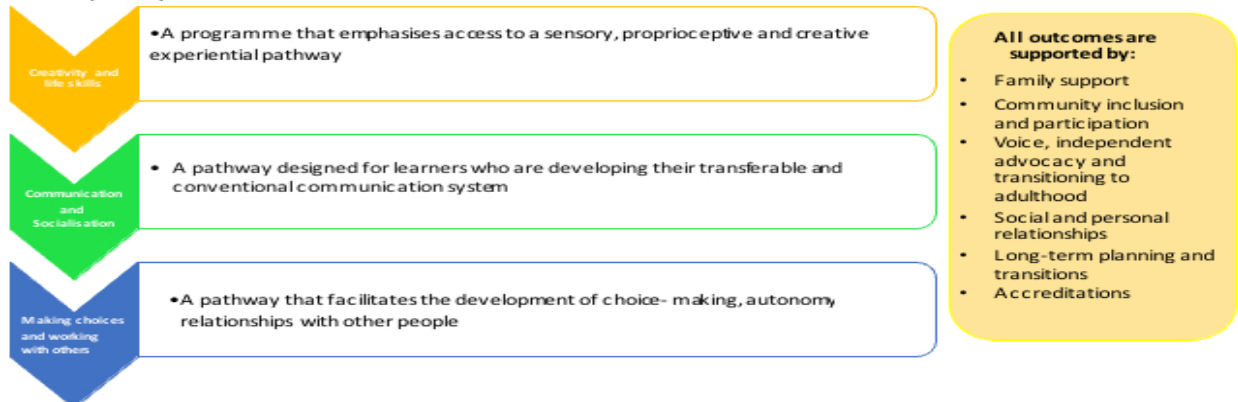 •A programme that emphasises access to a sensory, proprioceptive and creative
experiential pathway
Creativity and
life skills
• A pathway designed for learners who are developing their transferable and
conventional communication system
Communication
and
Socialisation
•A pathway that facilitates the development of choice- making, autonomy
relationships with other people
Making choices
and working
with others
All outcomes are
supported by:
• Family support
• Community inclusion
and participation
• Voice, independent
advocacy and
transitioning to
adulthood
• Social and personal
relationships
• Long-term planning and
transitions
• Accreditations